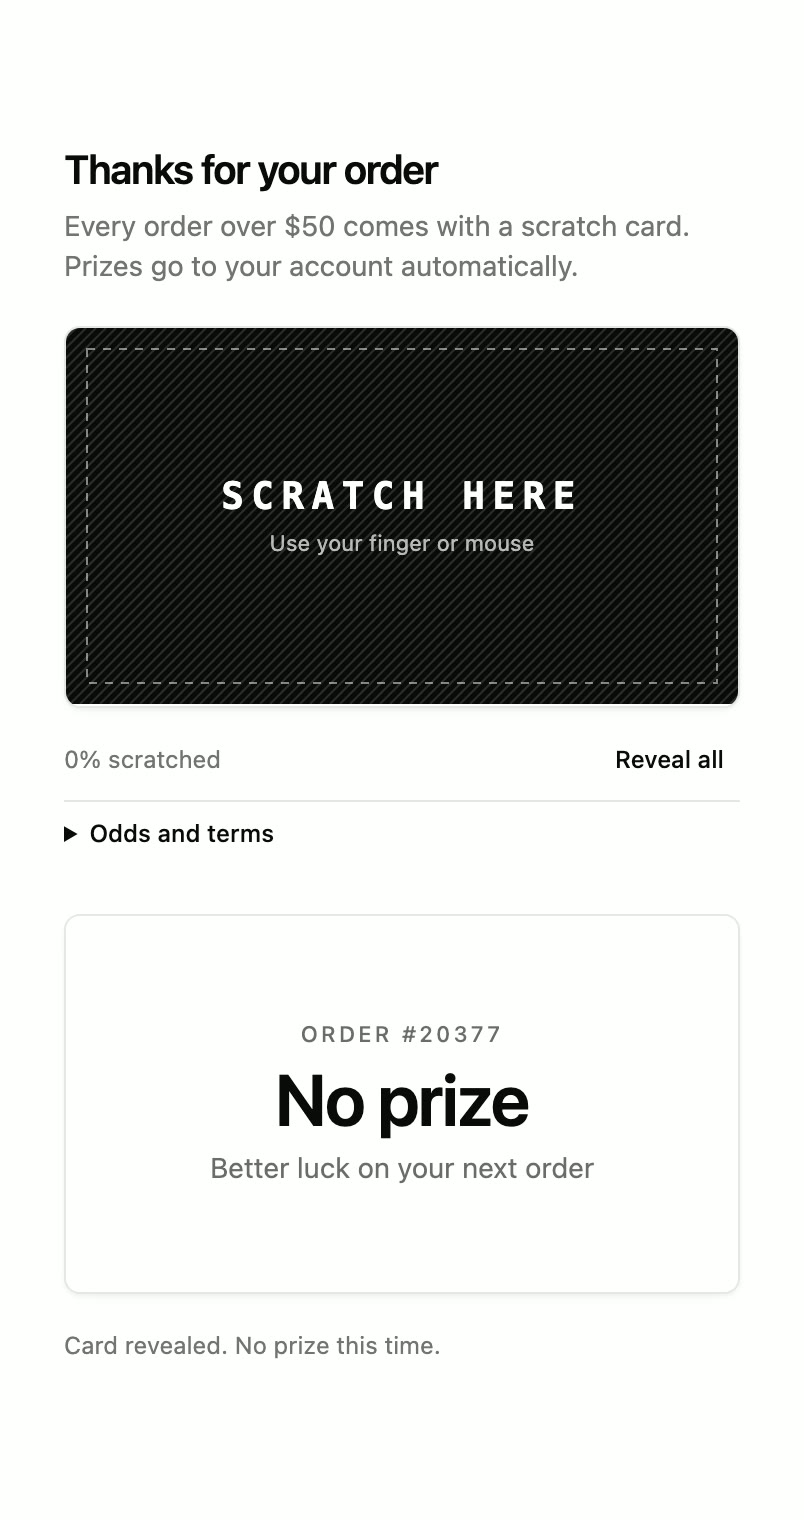 Thanks for your order
Every order over $50 comes with a scratch card.
Prizes go to your account automatically.
SCRATCH HERE
Use your finger or mouse
0% scratched
Reveal all
Odds and terms
ORDER #20377
No prize
Better luck on your next order
Card revealed. No prize this time.